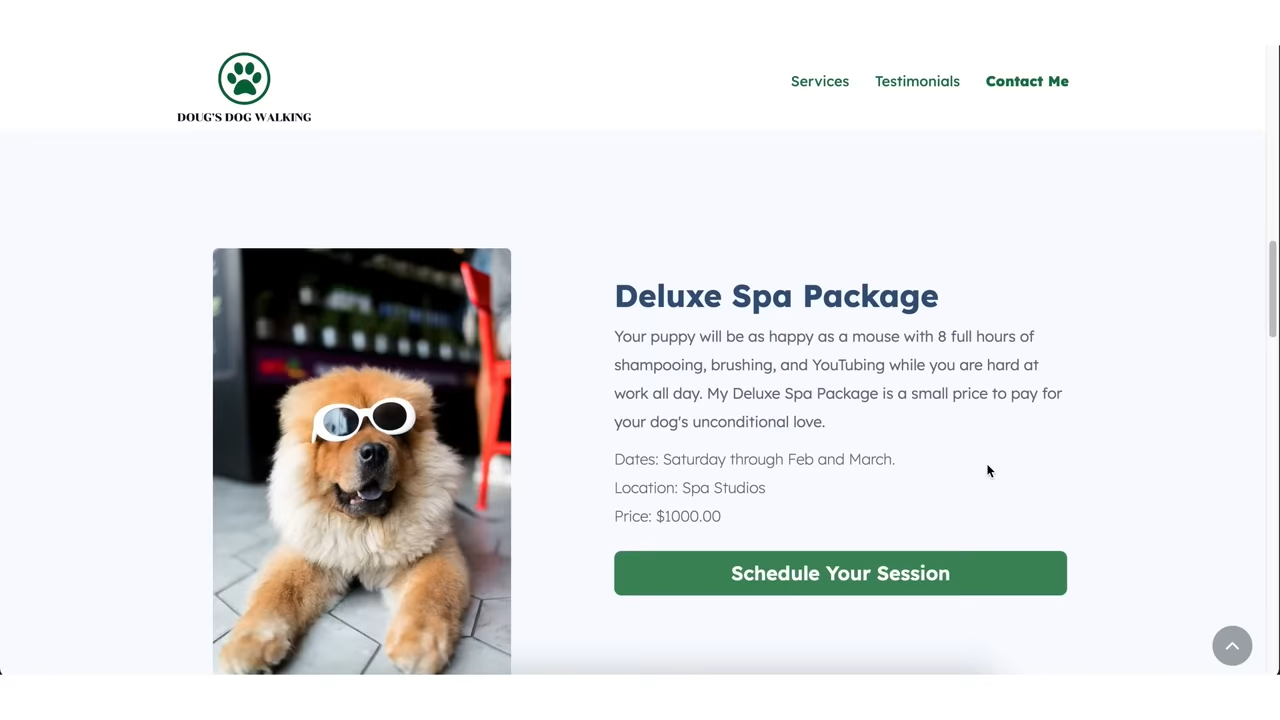 DOUG'S DOG WALKING
Services
Testimonials
Contact Me
Deluxe Spa Package
Your puppy will be as happy as a mouse with 8 full hours of
shampooing, brushing, and YouTubing while you are hard at
work all day. My Deluxe Spa Package is a small price to pay for
your dog's unconditional love.
Dates: Saturday through Feb and March.
Location: Spa Studios
Price: $1000.00
Schedule Your Session